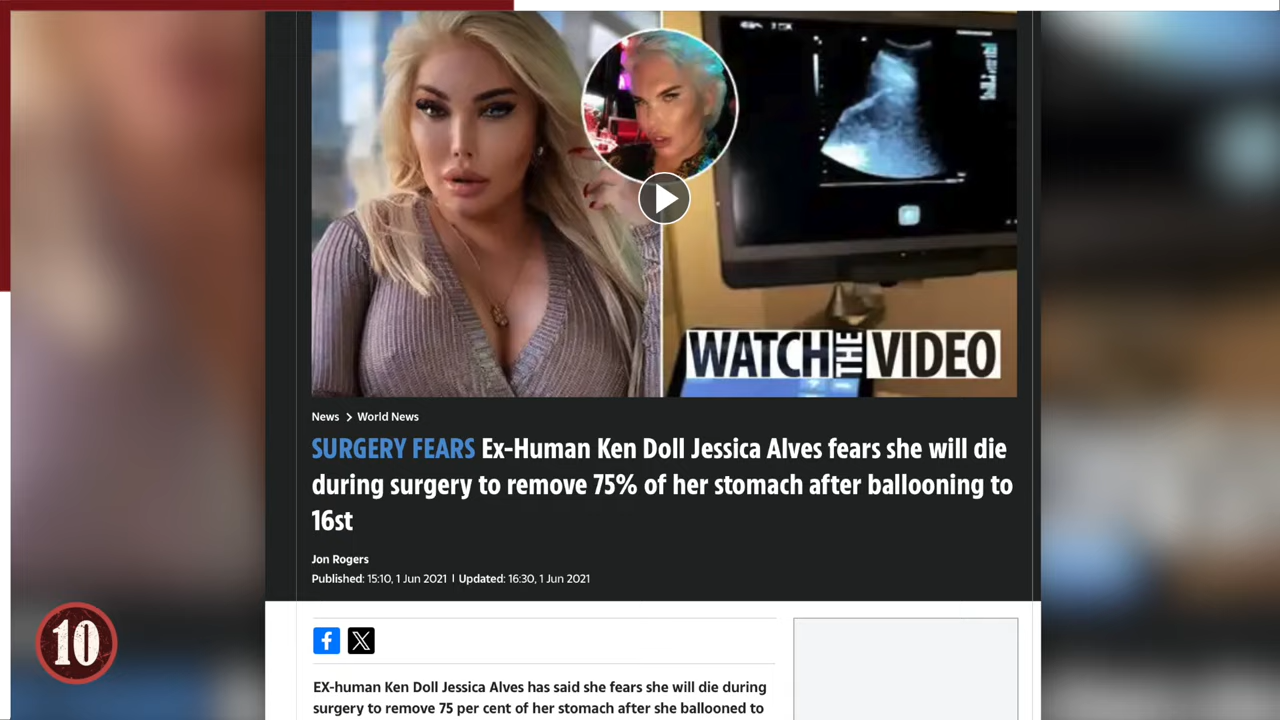 WATCH THE VIDEO
News > World News
SURGERY FEARS Ex-Human Ken Doll Jessica Alves fears she will die
during surgery to remove 75% of her stomach after ballooning to
16st
Jon Rogers
Published: 15:10, 1 Jun 2021 | Updated: 16:30, 1 Jun 2021
10
EX-human Ken Doll Jessica Alves has said she fears she will die during
surgery to remove 75 per cent of her stomach after she ballooned to